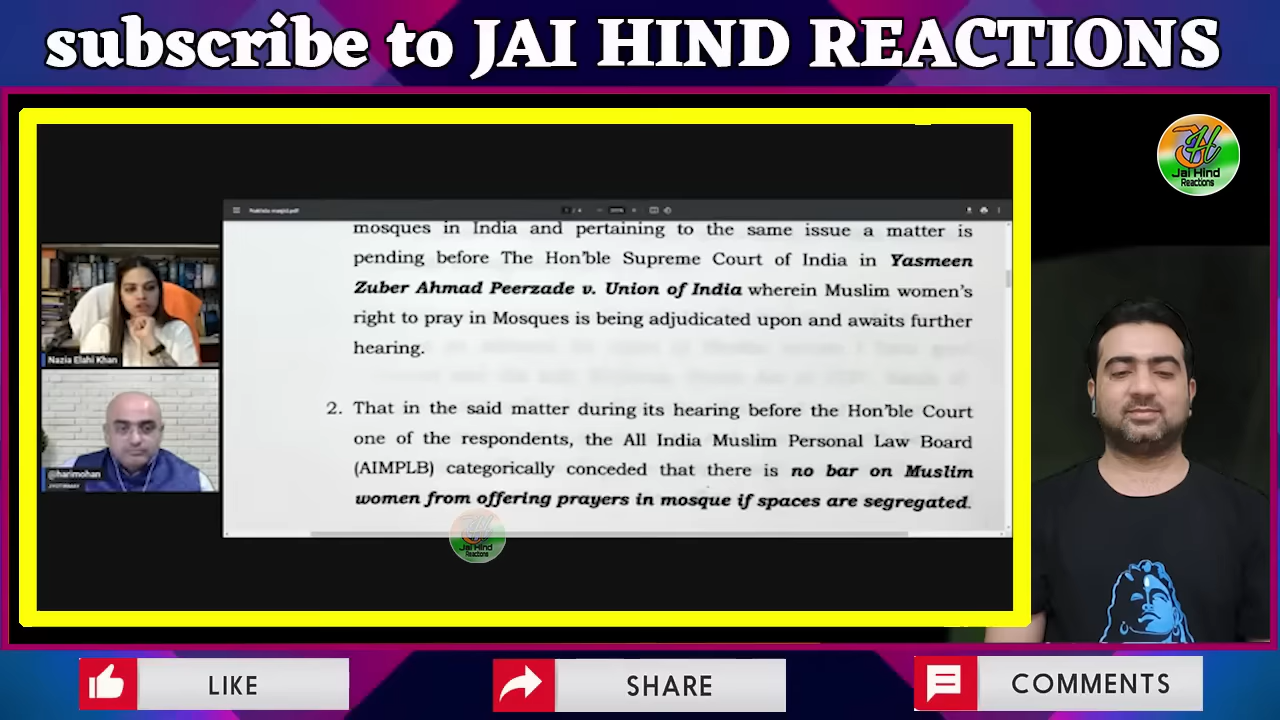 subscribe to JAI HIND REACTIONS
Jai Hind
Reactions
mosques in India and pertaining to the same issue a matter is
pending before The Hon'ble Supreme Court of India in Yasmeen
Zuber Ahmad Peerzade v. Union of India wherein Muslim women's
right to pray in Mosques is being adjudicated upon and awaits further
hearing.
2. That in the said matter during its hearing before the Hon'ble Court
one of the respondents, the All India Muslim Personal Law Board
(AIMPLB) categorically conceded that there is no bar on Muslim
women from offering prayers in mosque if spaces are segregated.
Nazia Elahi Khan
@harimohan
Jai Hind
Reactions
LIKE
SHARE
COMMENTS